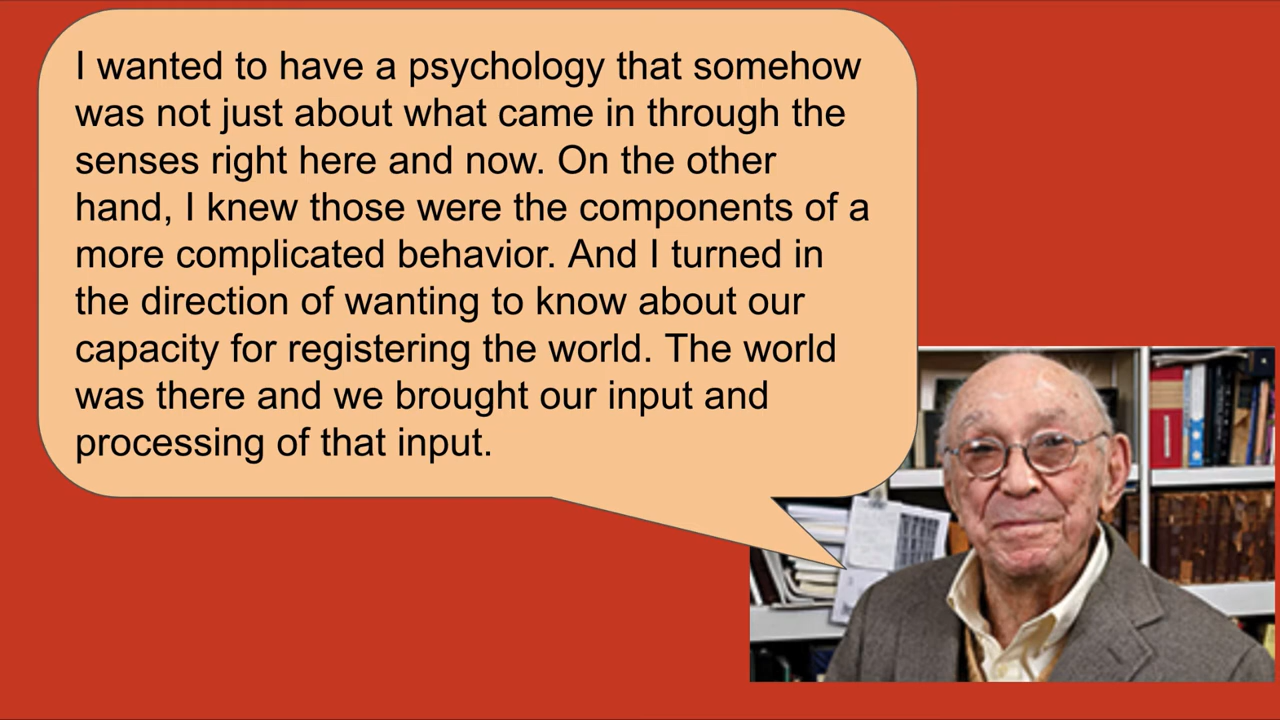 I wanted to have a psychology that somehow
was not just about what came in through the
senses right here and now. On the other
hand, I knew those were the components of a
more complicated behavior. And I turned in
the direction of wanting to know about our
capacity for registering the world. The world
was there and we brought our input and
processing of that input.